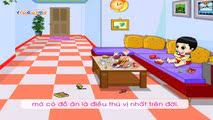 mà có đồ ăn là điều thú vị nhất trên đời.